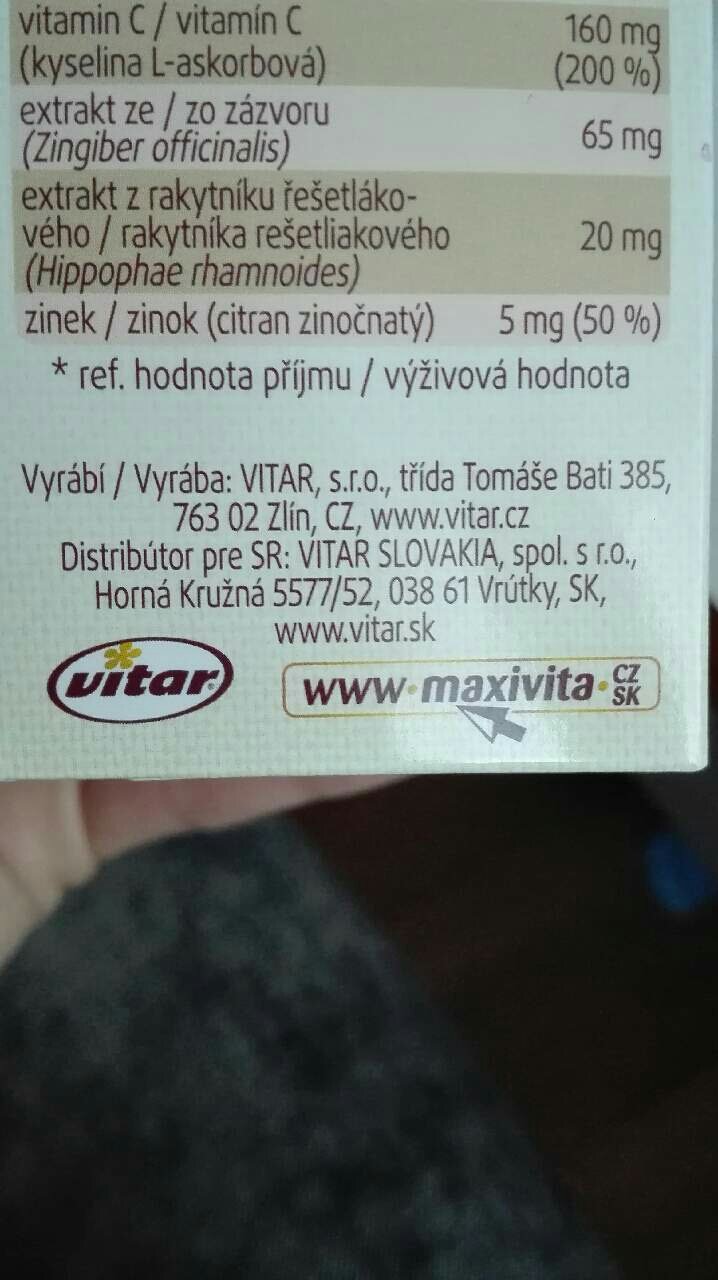 vitamin C / vitamín C 160 mg
(kyselina L-askorbová) (200 %)
extrakt ze / zo zázvoru
(Zingiber officinalis) 65 mg
extrakt z rakytníku řešetláko-
vého / rakytníka rešetliakového 20 mg
(Hippophae rhamnoides)
zinek / zinok (citran zinočnatý) 5 mg (50 %)
* ref. hodnota příjmu / výživová hodnota
Vyrábí / Vyrába: VITAR, s.r.o., třída Tomáše Bati 385,
763 02 Zlín, CZ, www.vitar.cz
Distribútor pre SR: VITAR SLOVAKIA, spol. s r.o.,
Horná Kružná 5577/52, 038 61 Vrútky, SK,
www.vitar.sk
vitar
www.maxivita.CZ
SK